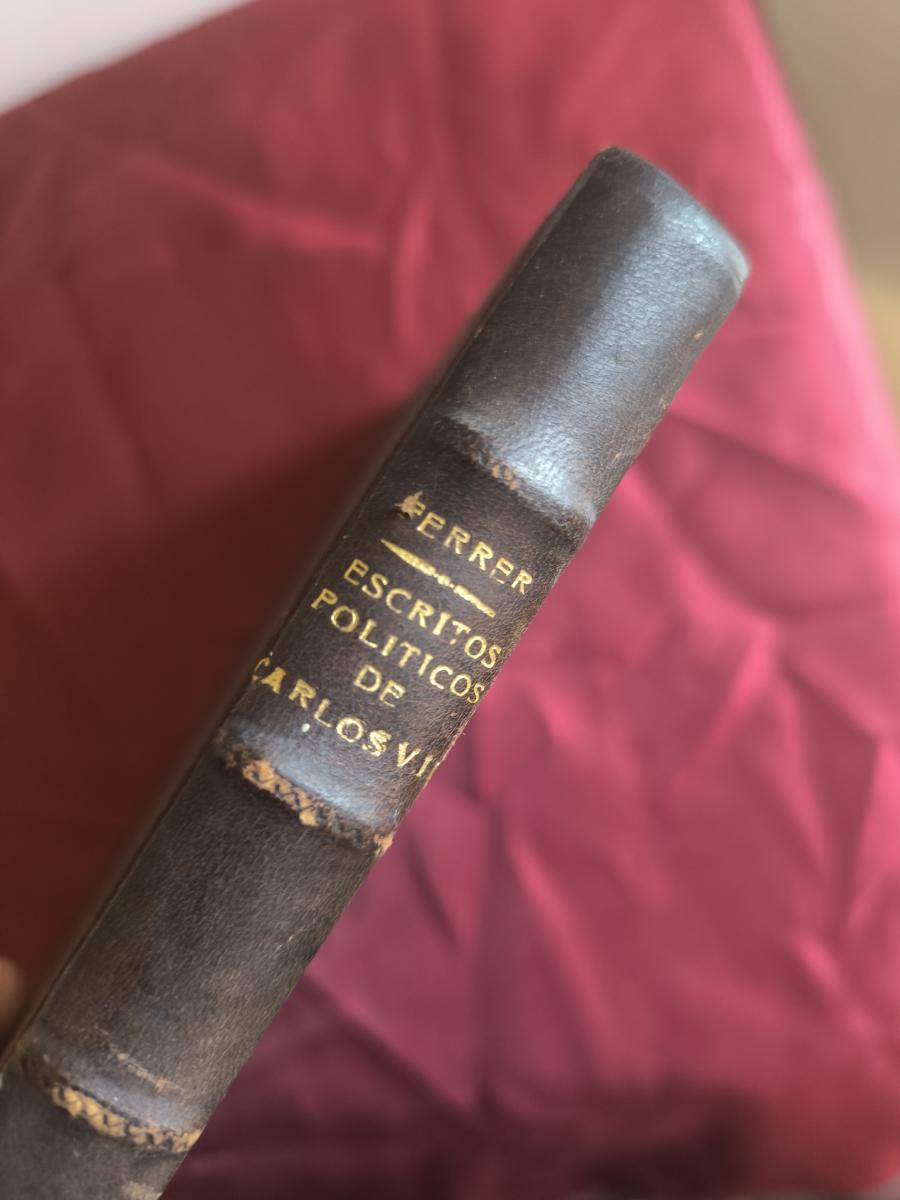 FERRER
ESCRITOS
POLITICOS
DE
CARLOS VII